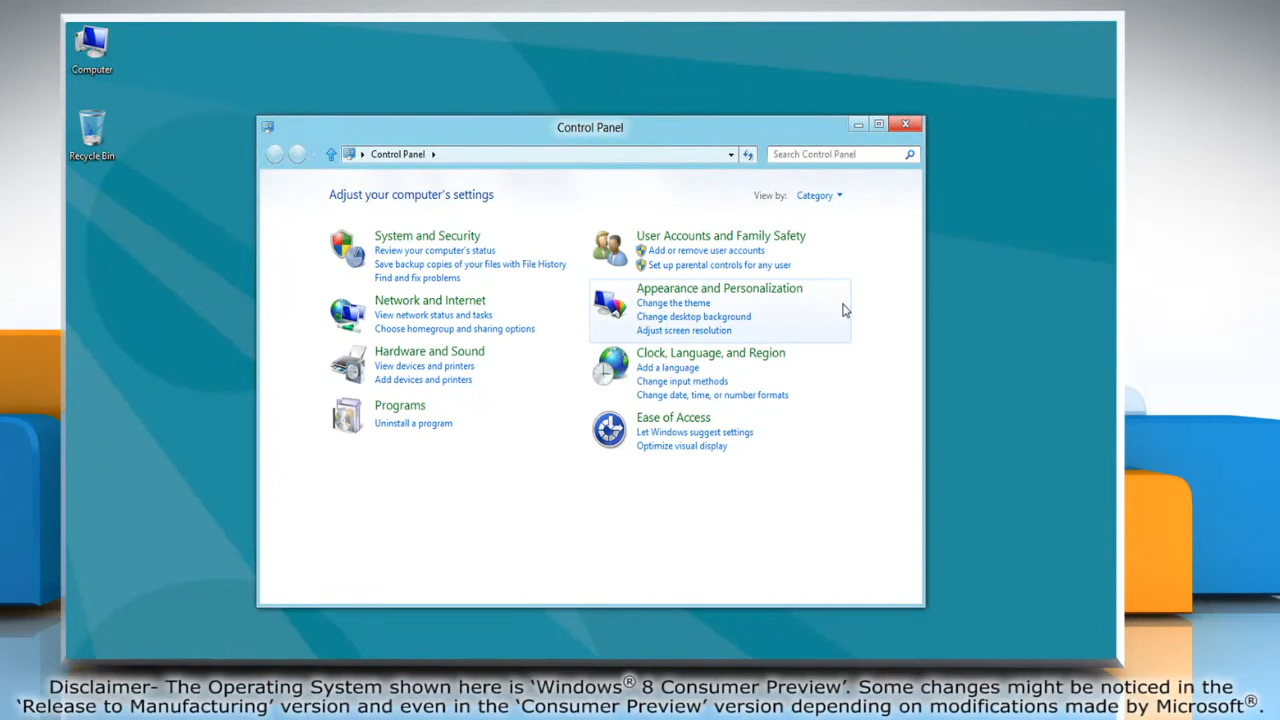 Computer
Recycle Bin
Control Panel
Control Panel
Search Control Panel
Adjust your computer's settings
View by: Category
System and Security
Review your computer's status
Save backup copies of your files with File History
Find and fix problems
Network and Internet
View network status and tasks
Choose homegroup and sharing options
Hardware and Sound
View devices and printers
Add devices and printers
Programs
Uninstall a program
User Accounts and Family Safety
Add or remove user accounts
Set up parental controls for any user
Appearance and Personalization
Change the theme
Change desktop background
Adjust screen resolution
Clock, Language, and Region
Add a language
Change input methods
Change date, time, or number formats
Ease of Access
Let Windows suggest settings
Optimize visual display
Disclaimer- The Operating System shown here is ‘Windows® 8 Consumer Preview’. Some changes might be noticed in the
‘Release to Manufacturing’ version and even in the ‘Consumer Preview’ version depending on modifications made by Microsoft®.